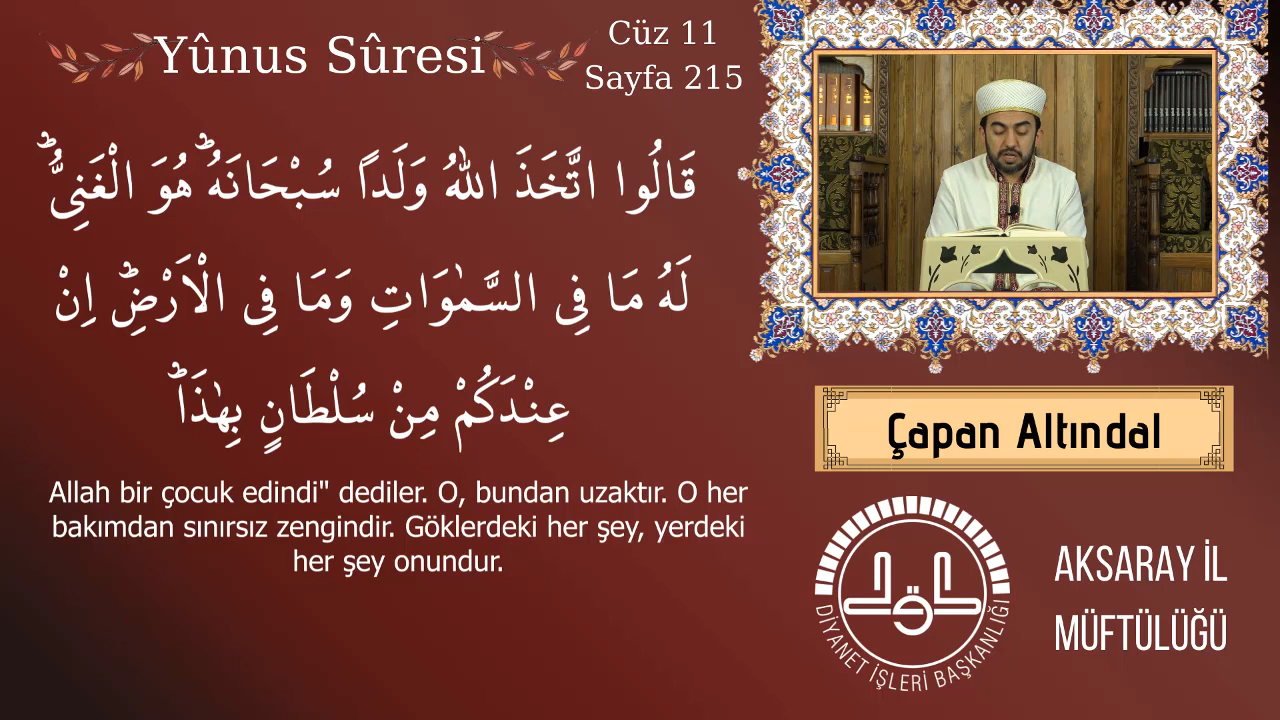 Yûnus Sûresi
Cüz 11
Sayfa 215
قَالُوا اتَّخَذَ اللّٰهُ وَلَداً سُبْحَانَهُۜ هُوَ الْغَنِيُّۜ
لَهُ مَا فِي السَّمٰوَاتِ وَمَا فِي الْاَرْضِۜ اِنْ
عِنْدَكُمْ مِنْ سُلْطَانٍ بِهٰذَاۜ
Allah bir çocuk edindi" dediler. O, bundan uzaktır. O her
bakımdan sınırsız zengindir. Göklerdeki her şey, yerdeki
her şey onundur.
Çapan Altındal
DİYANET İŞLERİ BAŞKANLIĞI
AKSARAY İL
MÜFTÜLÜĞÜ